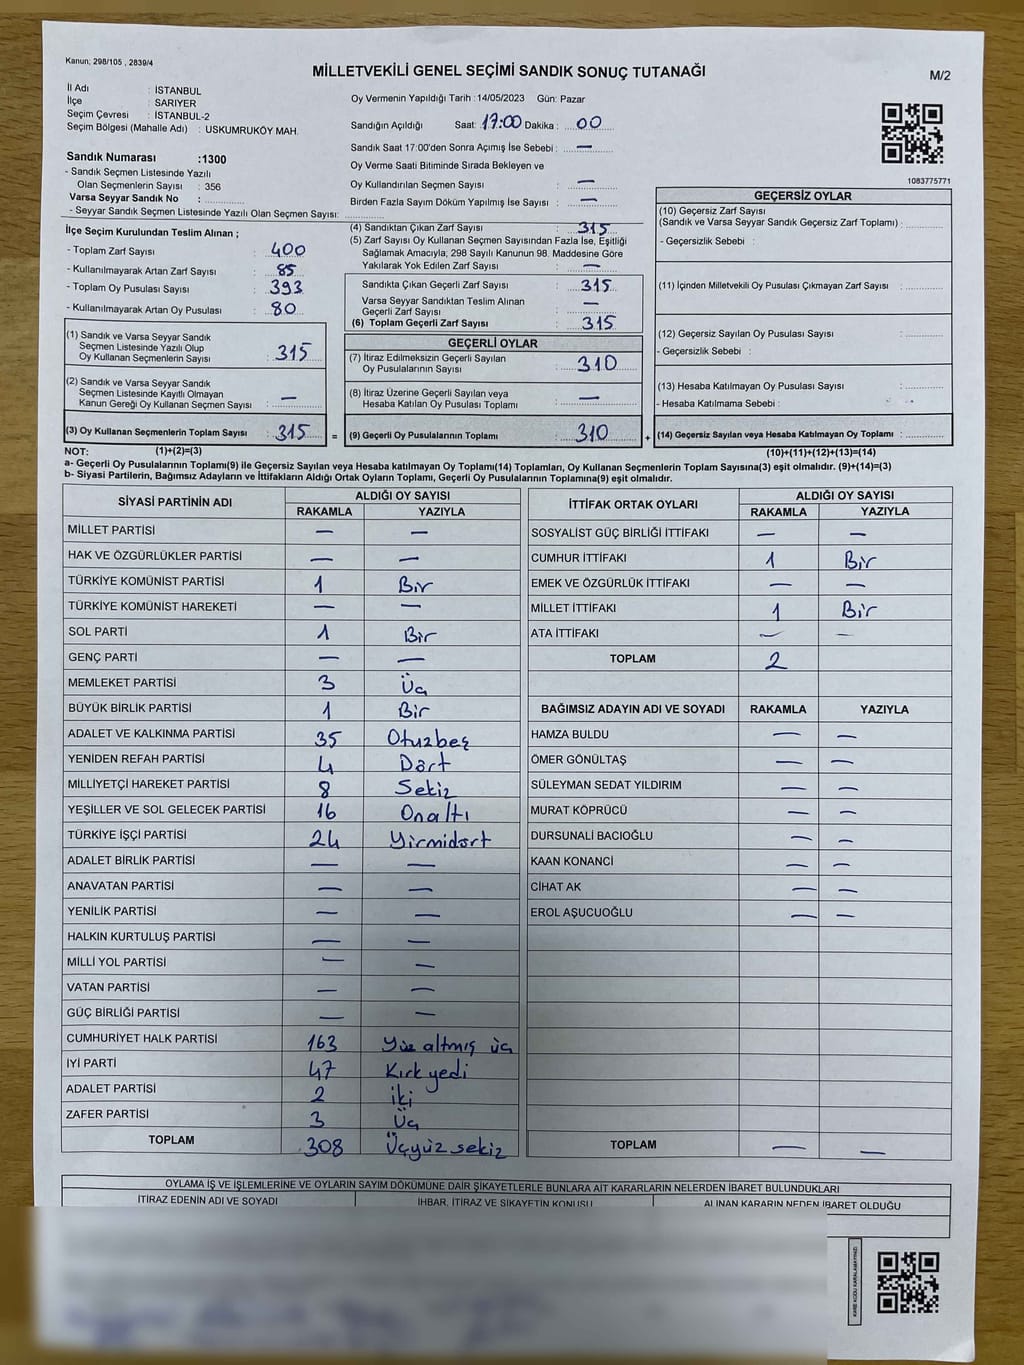 Kanun; 298/105 , 2839/4
MİLLETVEKİLİ GENEL SEÇİMİ SANDIK SONUÇ TUTANAĞI
M/2
İl Adı : İSTANBUL
İlçe : SARIYER
Seçim Çevresi : İSTANBUL-2
Seçim Bölgesi (Mahalle Adı) : USKUMRUKÖY MAH.
Sandık Numarası :1300
- Sandık Seçmen Listesinde Yazılı
Olan Seçmenlerin Sayısı : 356
Varsa Seyyar Sandık No :
- Seyyar Sandık Seçmen Listesinde Yazılı Olan Seçmen Sayısı:
Oy Vermenin Yapıldığı Tarih :14/05/2023 Gün: Pazar
Sandığın Açıldığı Saat: 17:00 Dakika : 00
Sandık Saat 17:00'den Sonra Açımış İse Sebebi : —
Oy Verme Saati Bitiminde Sırada Bekleyen ve
Oy Kullandırılan Seçmen Sayısı : —
Birden Fazla Sayım Döküm Yapılmış İse Sayısı : —
1083775771
İlçe Seçim Kurulundan Teslim Alınan ;
- Toplam Zarf Sayısı : 400
- Kullanılmayarak Artan Zarf Sayısı : 85
- Toplam Oy Pusulası Sayısı : 393
- Kullanılmayarak Artan Oy Pusulası : 80
(1) Sandık ve Varsa Seyyar Sandık
Seçmen Listesinde Yazılı Olup
Oy Kullanan Seçmenlerin Sayısı : 315
(2) Sandık ve Varsa Seyyar Sandık
Seçmen Listesinde Kayıtlı Olmayan
Kanun Gereği Oy Kullanan Seçmen Sayısı : —
(3) Oy Kullanan Seçmenlerin Toplam Sayısı : 315 =
(4) Sandıktan Çıkan Zarf Sayısı : 315
(5) Zarf Sayısı Oy Kullanan Seçmen Sayısından Fazla İse, Eşitliği
Sağlamak Amacıyla, 298 Sayılı Kanunun 98. Maddesine Göre
Yakılarak Yok Edilen Zarf Sayısı : —
Sandıkta Çıkan Geçerli Zarf Sayısı : 315
Varsa Seyyar Sandıktan Teslim Alınan
Geçerli Zarf Sayısı : —
(6) Toplam Geçerli Zarf Sayısı : 315
GEÇERLİ OYLAR
(7) İtiraz Edilmeksizin Geçerli Sayılan
Oy Pusulalarının Sayısı : 310
(8) İtiraz Üzerine Geçerli Sayılan veya
Hesaba Katılan Oy Pusulası Toplamı : —
(9) Geçerli Oy Pusulalarının Toplamı : 310 +
GEÇERSİZ OYLAR
(10) Geçersiz Zarf Sayısı
(Sandık ve Varsa Seyyar Sandık Geçersiz Zarf Toplamı) :
- Geçersizlik Sebebi :
(11) İçinden Milletvekili Oy Pusulası Çıkmayan Zarf Sayısı :
(12) Geçersiz Sayılan Oy Pusulası Sayısı :
- Geçersizlik Sebebi :
(13) Hesaba Katılmayan Oy Pusulası Sayısı :
- Hesaba Katılmama Sebebi :
(14) Geçersiz Sayılan veya Hesaba Katılmayan Oy Toplamı :
NOT: (1)+(2)=(3) (10)+(11)+(12)+(13)=(14)
a- Geçerli Oy Pusulalarının Toplamı(9) ile Geçersiz Sayılan veya Hesaba katılmayan Oy Toplamı(14) Toplamları, Oy Kullanan Seçmenlerin Toplam Sayısına(3) eşit olmalıdır. (9)+(14)=(3)
b- Siyasi Partilerin, Bağımsız Adayların ve İttifakların Aldığı Ortak Oyların Toplamı, Geçerli Oy Pusulalarının Toplamına(9) eşit olmalıdır.
SİYASİ PARTİNİN ADI ALDIĞI OY SAYISI
RAKAMLA YAZIYLA
MİLLET PARTİSİ — —
HAK VE ÖZGÜRLÜKLER PARTİSİ — —
TÜRKİYE KOMÜNİST PARTİSİ 1 Bir
TÜRKİYE KOMÜNİST HAREKETİ — —
SOL PARTİ 1 Bir
GENÇ PARTİ — —
MEMLEKET PARTİSİ 3 Üç
BÜYÜK BİRLİK PARTİSİ 1 Bir
ADALET VE KALKINMA PARTİSİ 35 Otuzbeş
YENİDEN REFAH PARTİSİ 4 Dört
MİLLİYETÇİ HAREKET PARTİSİ 8 Sekiz
YEŞİLLER VE SOL GELECEK PARTİSİ 16 Onaltı
TÜRKİYE İŞÇİ PARTİSİ 24 Yirmidört
ADALET BİRLİK PARTİSİ — —
ANAVATAN PARTİSİ — —
YENİLİK PARTİSİ — —
HALKIN KURTULUŞ PARTİSİ — —
MİLLİ YOL PARTİSİ — —
VATAN PARTİSİ — —
GÜÇ BİRLİĞİ PARTİSİ — —
CUMHURİYET HALK PARTİSİ 163 Yüz altmış üç
İYİ PARTİ 47 Kırk yedi
ADALET PARTİSİ 2 iki
ZAFER PARTİSİ 3 Üç
TOPLAM 308 Üçyüz sekiz
İTTİFAK ORTAK OYLARI ALDIĞI OY SAYISI
RAKAMLA YAZIYLA
SOSYALİST GÜÇ BİRLİĞİ İTTİFAKI — —
CUMHUR İTTİFAKI 1 Bir
EMEK VE ÖZGÜRLÜK İTTİFAKI — —
MİLLET İTTİFAKI 1 Bir
ATA İTTİFAKI — —
TOPLAM 2
BAĞIMSIZ ADAYIN ADI VE SOYADI RAKAMLA YAZIYLA
HAMZA BULDU — —
ÖMER GÖNÜLTAŞ — —
SÜLEYMAN SEDAT YILDIRIM — —
MURAT KÖPRÜCÜ — —
DURSUNALİ BACIOĞLU — —
KAAN KONANCİ — —
CİHAT AK — —
EROL AŞUCUOĞLU — —
TOPLAM — —
OYLAMA İŞ VE İŞLEMLERİNE VE OYLARIN SAYIM DÖKÜMÜNE DAİR ŞİKAYETLERLE BUNLARA AİT KARARLARIN NELERDEN İBARET BULUNDUKLARI
İTİRAZ EDENİN ADI VE SOYADI İHBAR, İTİRAZ VE ŞİKAYETİN KONUSU ALINAN KARARIN NEDEN İBARET OLDUĞU